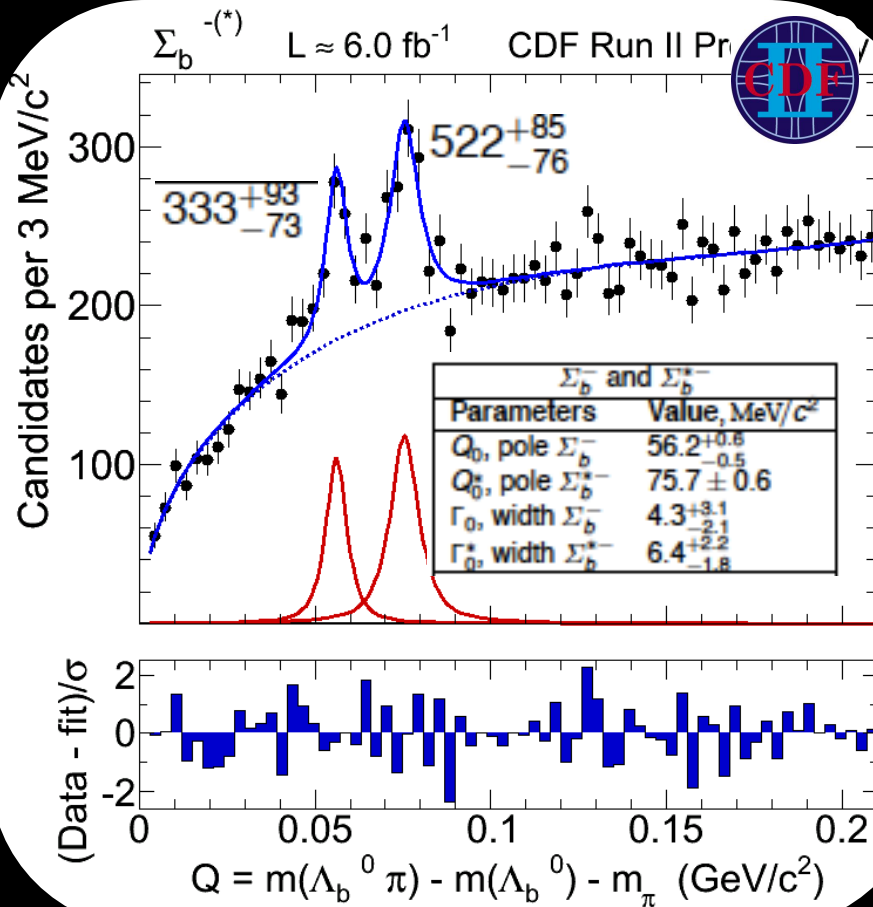 Σb-(*) L ≈ 6.0 fb-1 CDF Run II
II
CDF
Candidates per 3 MeV/c2
300
200
100
333+93-73
522+85-76
Σb- and Σb*-
Parameters Value, MeV/c2
Q0, pole Σb- 56.2+0.6-0.5
Q0*, pole Σb*- 75.7 ± 0.6
Γ0, width Σb- 4.3+3.1-2.1
Γ0*, width Σb*- 6.4+2.2-1.8
(Data - fit)/σ
2
0
-2
0 0.05 0.1 0.15 0.2
Q = m(Λb0 π) - m(Λb0) - mπ (GeV/c2)